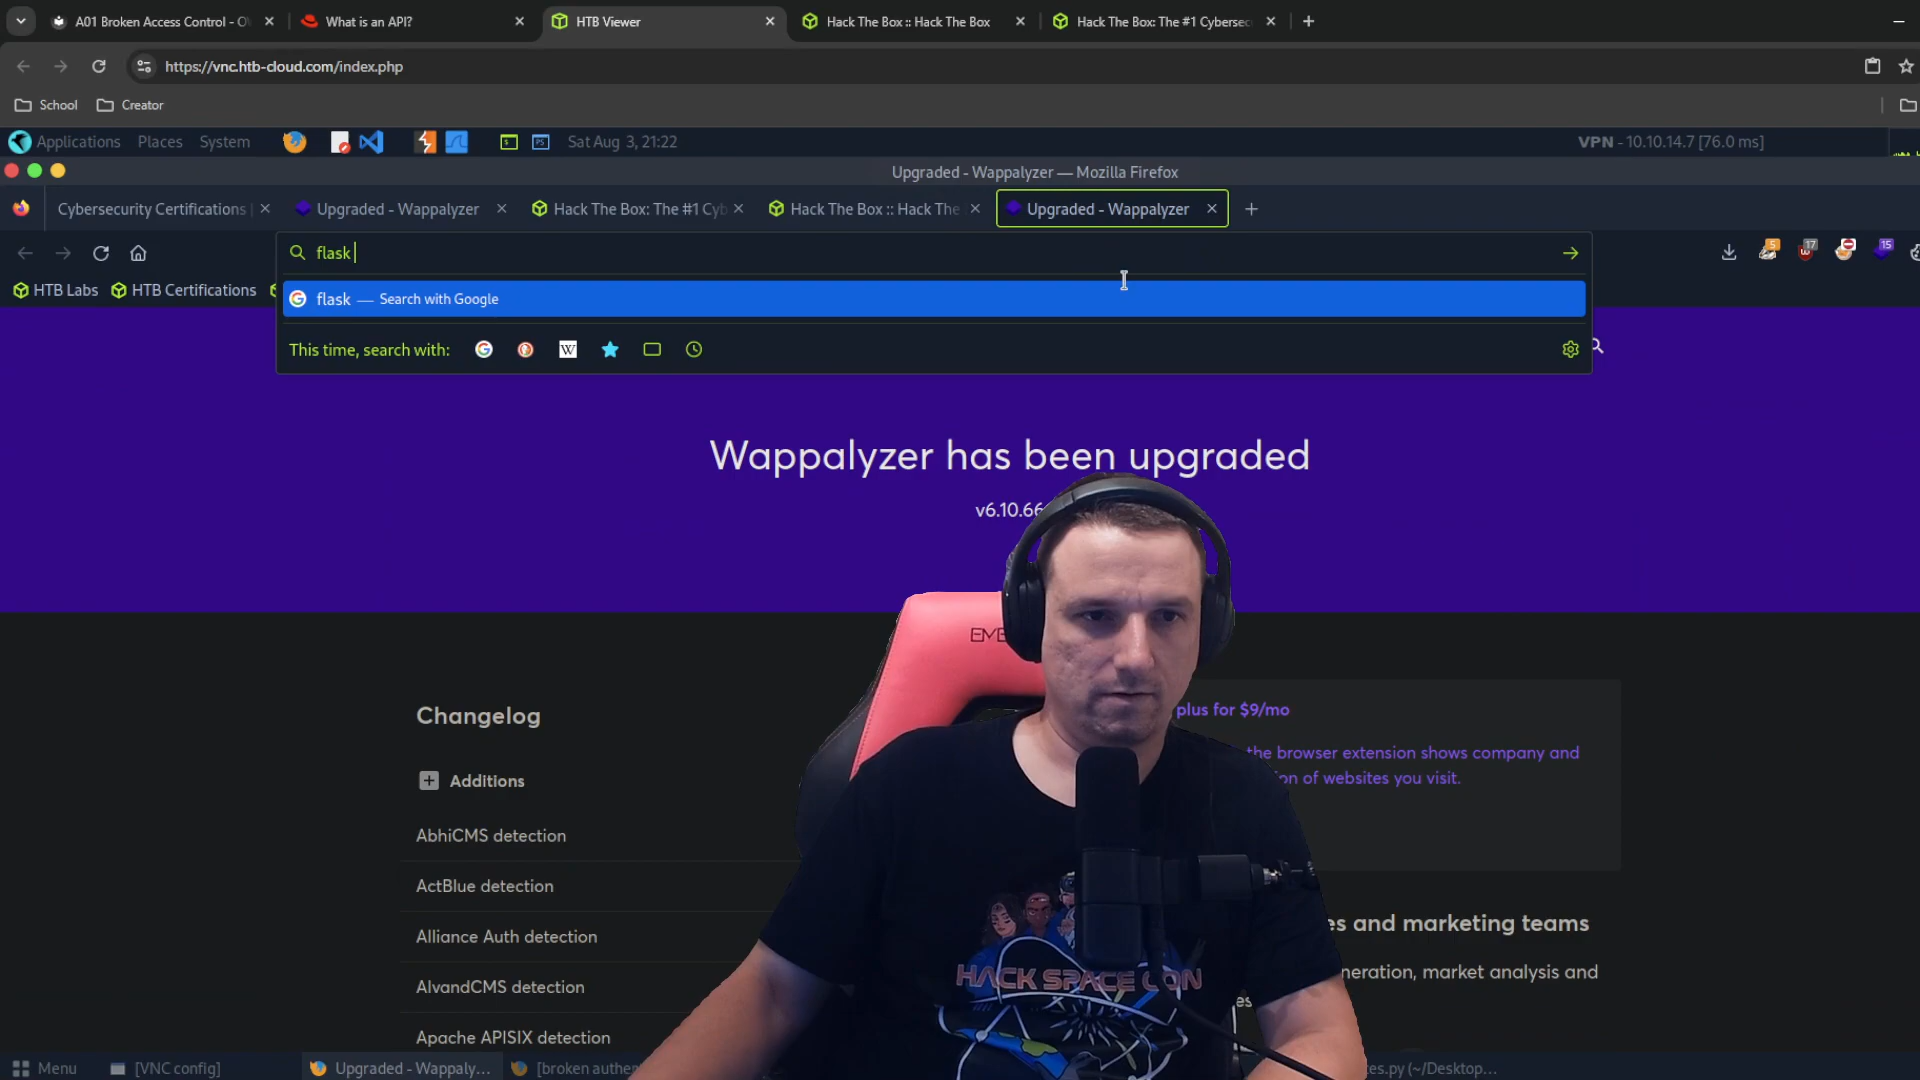 A01 Broken Access Control - O
What is an API?
HTB Viewer
Hack The Box :: Hack The Box
Hack The Box: The #1 Cybersec
https://vnc.htb-cloud.com/index.php
School
Creator
Applications
Places
System
Sat Aug 3, 21:22
VPN - 10.10.14.7 [76.0 ms]
Upgraded - Wappalyzer — Mozilla Firefox
Cybersecurity Certifications
Upgraded - Wappalyzer
Hack The Box: The #1 Cyb
Hack The Box :: Hack The
Upgraded - Wappalyzer
flask
5
17
15
HTB Labs
HTB Certifications
flask — Search with Google
This time, search with:
W
Wappalyzer has been upgraded
v6.10.66
EMB
Changelog
plus for $9/mo
the browser extension shows company and
on of websites you visit.
Additions
AbhiCMS detection
ActBlue detection
Alliance Auth detection
es and marketing teams
neration, market analysis and
es
HACK SPACE CON
AlvandCMS detection
Apache APISIX detection
Menu
[VNC config]
Upgraded - Wappaly...
[broken authen
tes.py (~/Desktop...